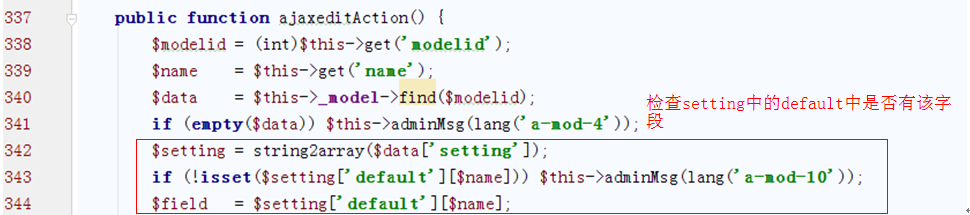 337 public function ajaxeditAction() {
338 $modelid = (int)$this->get('modelid');
339 $name = $this->get('name');
340 $data = $this->_model->find($modelid);
检查setting中的default中是否有该字
段
341 if (empty($data)) $this->adminMsg(lang('a-mod-4'));
342 $setting = string2array($data['setting']);
343 if (!isset($setting['default'][$name])) $this->adminMsg(lang('a-mod-10'));
344 $field = $setting['default'][$name];